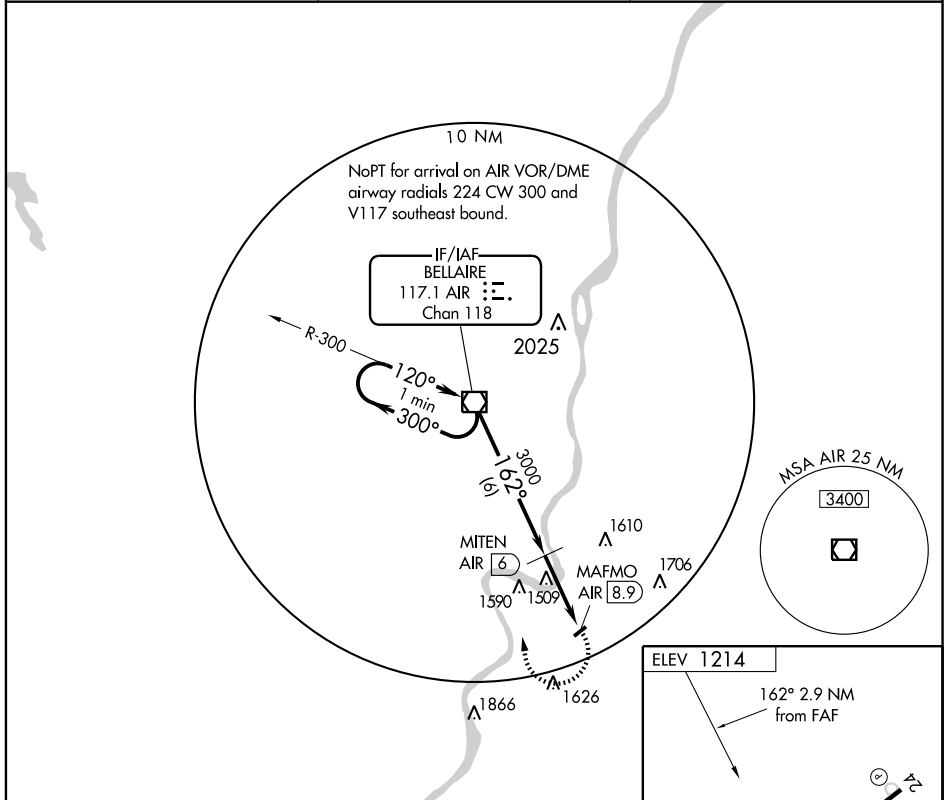 10 NM
NoPT for arrival on AIR VOR/DME
airway radials 224 CW 300 and
V117 southeast bound.
IF/IAF
BELLAIRE
117.1 AIR
Chan 118
2025
R-300
120°
1 min
300°
3000
162°
(6)
MSA AIR 25 NM
3400
MITEN
AIR 6
1610
1706
MAFMO
AIR 8.9
1590
1509
1626
1866
ELEV 1214
162° 2.9 NM
from FAF
24